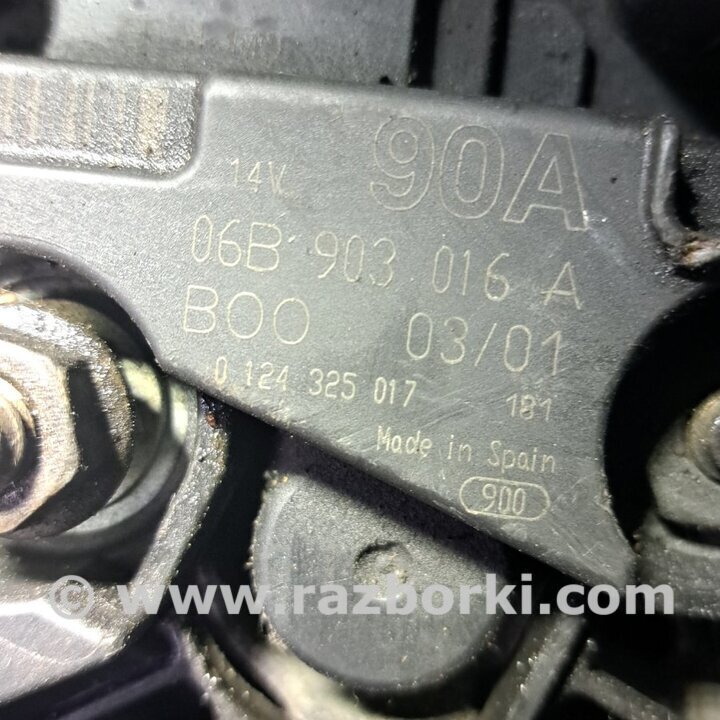 14V 90A
06B 903 016 A
BOO 03/01
0 124 325 017 181
Made in Spain
900
© www.razborki.com